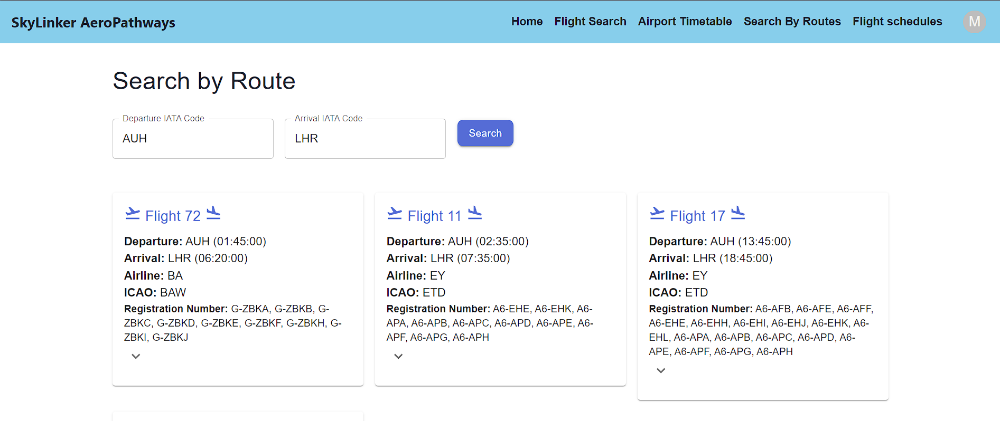 SkyLinker AeroPathways
Home Flight Search Airport Timetable Search By Routes Flight schedules M
Search by Route
Departure IATA Code
AUH
Arrival IATA Code
LHR
Search
Flight 72
Departure: AUH (01:45:00)
Arrival: LHR (06:20:00)
Airline: BA
ICAO: BAW
Registration Number: G-ZBKA, G-ZBKB, G-
ZBKC, G-ZBKD, G-ZBKE, G-ZBKF, G-ZBKH, G-
ZBKI, G-ZBKJ
Flight 11
Departure: AUH (02:35:00)
Arrival: LHR (07:35:00)
Airline: EY
ICAO: ETD
Registration Number: A6-EHE, A6-EHK, A6-
APA, A6-APB, A6-APC, A6-APD, A6-APE, A6-
APF, A6-APG, A6-APH
Flight 17
Departure: AUH (13:45:00)
Arrival: LHR (18:45:00)
Airline: EY
ICAO: ETD
Registration Number: A6-AFB, A6-AFE, A6-AFF,
A6-EHE, A6-EHH, A6-EHI, A6-EHJ, A6-EHK, A6-
EHL, A6-APA, A6-APB, A6-APC, A6-APD, A6-
APE, A6-APF, A6-APG, A6-APH